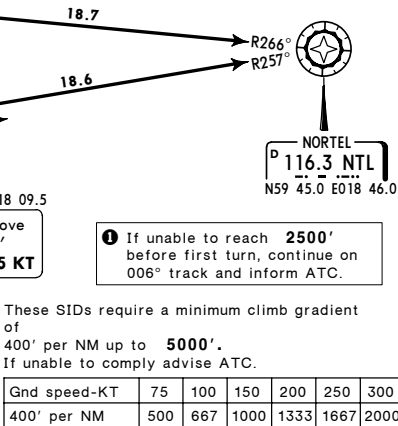 18.7
R266°
R257°
18.6
NORTEL
D 116.3 NTL
N59 45.0 E018 46.0
18 09.5
ove
'
5 KT
1 If unable to reach 2500'
before first turn, continue on
006° track and inform ATC.
These SIDs require a minimum climb gradient
of
400' per NM up to 5000'.
If unable to comply advise ATC.
Gnd speed-KT 75 100 150 200 250 300
400' per NM 500 667 1000 1333 1667 2000